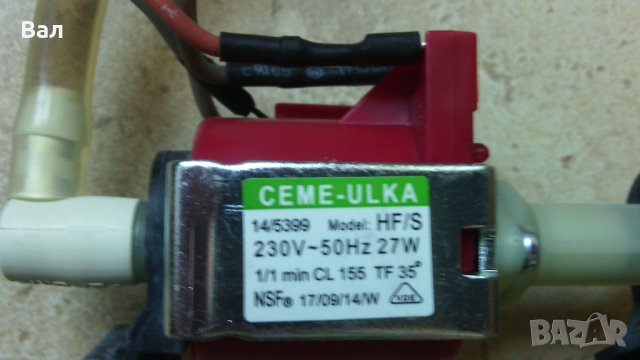 Вал
CEME-ULKA
14/5399 Model: HF/S
230V~50Hz 27W
1/1 min CL 155 TF 35°
NSF® 17/09/14/W
BAZAR